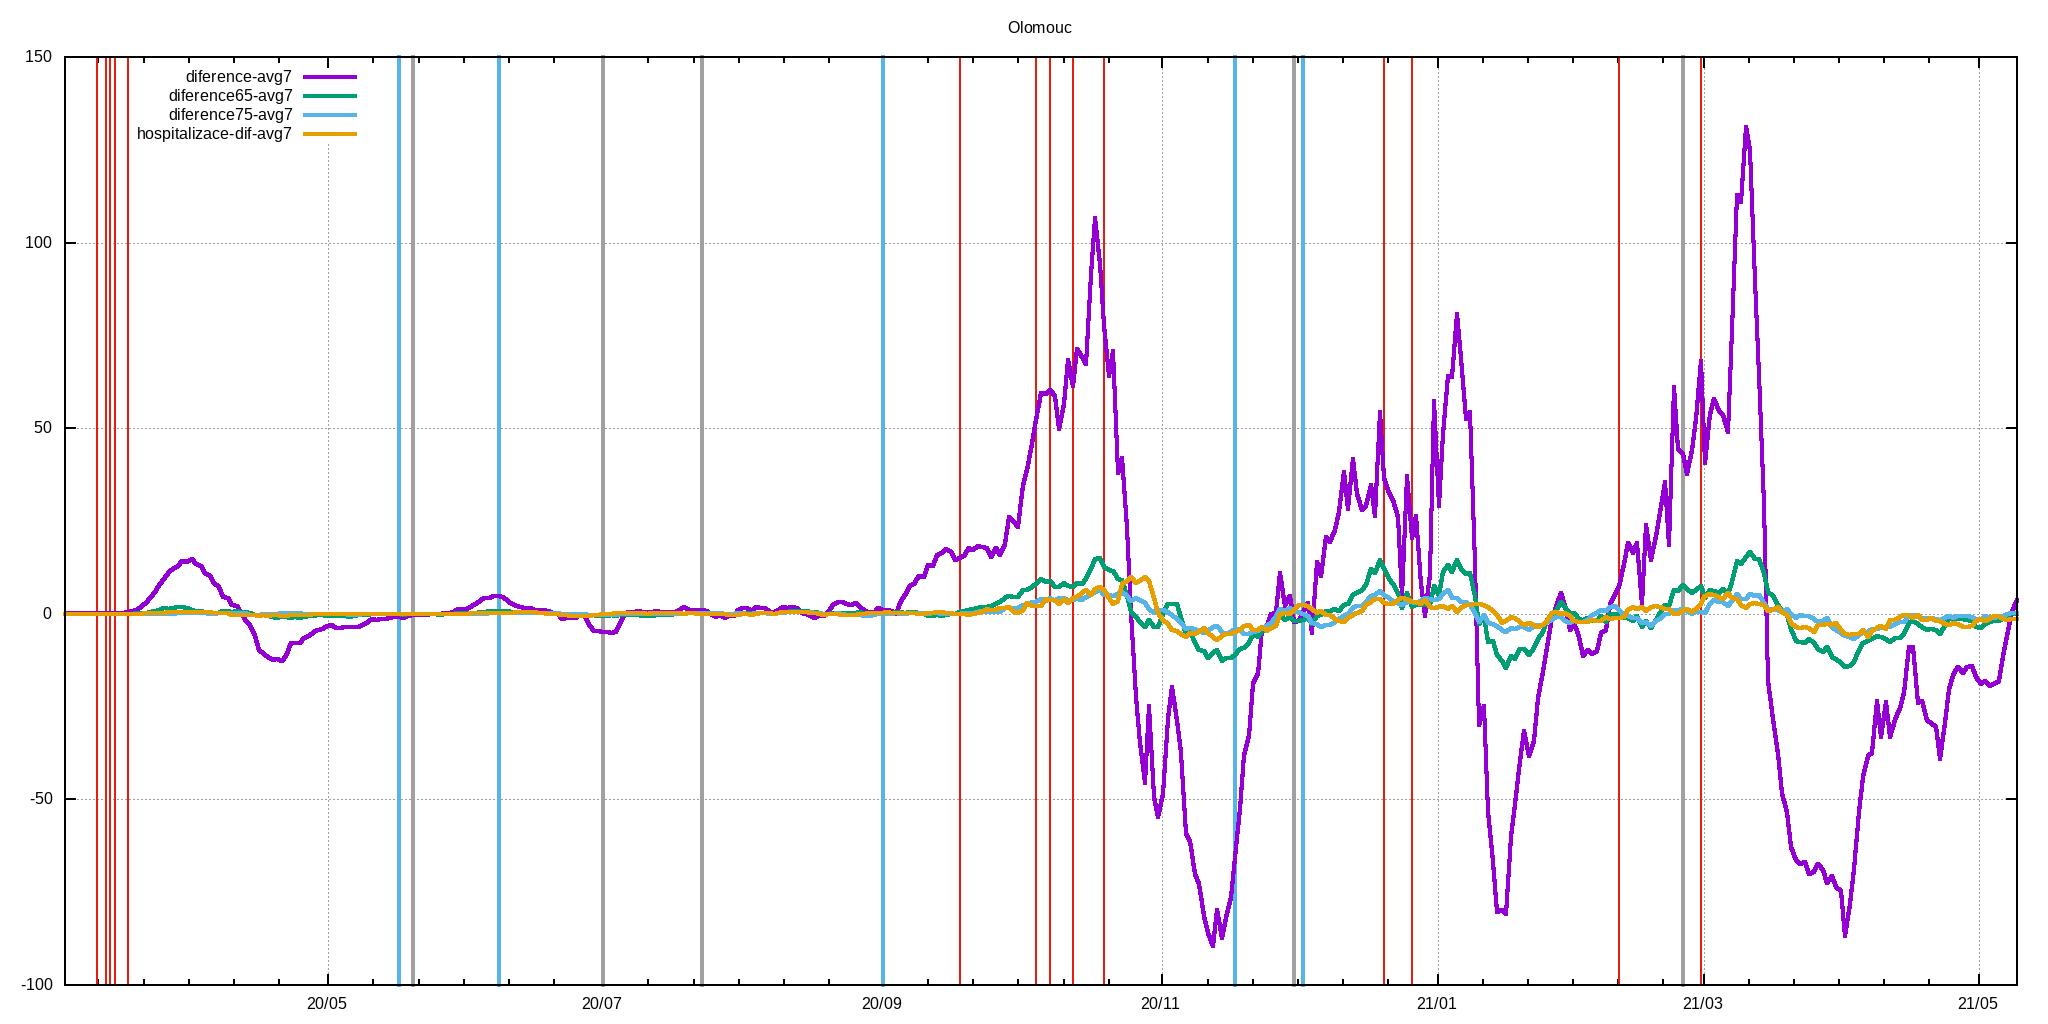 Olomouc
150
diference-avg7
diference65-avg7
diference75-avg7
hospitalizace-dif-avg7
100
50
0
-50
-100
20/05 20/07 20/09 20/11 21/01 21/03 21/05